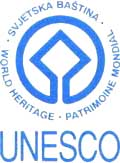 · SVJETSKA BAŠTINA · WORLD HERITAGE · PATRIMOINE MONDIAL
UNESCO